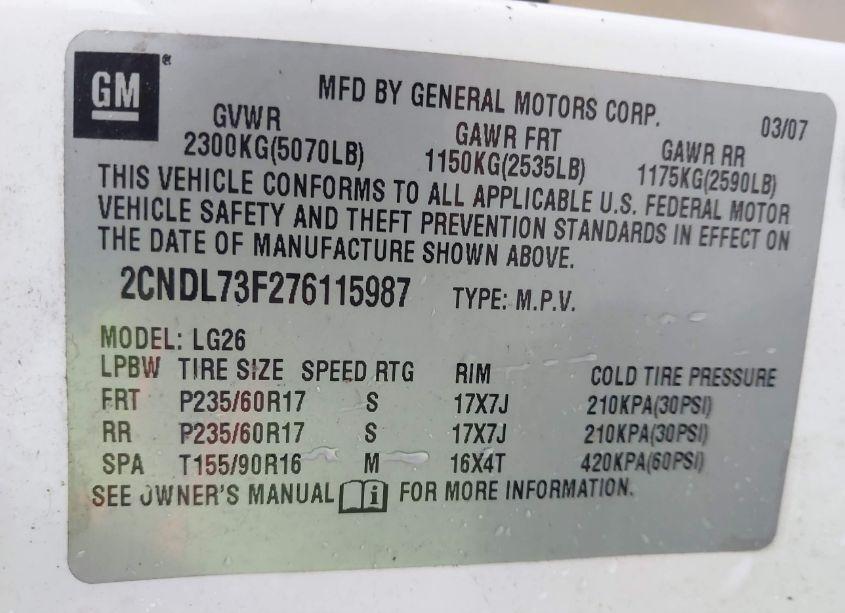 GM
MFD BY GENERAL MOTORS CORP. 03/07
GVWR GAWR FRT GAWR RR
2300KG(5070LB) 1150KG(2535LB) 1175KG(2590LB)
THIS VEHICLE CONFORMS TO ALL APPLICABLE U.S. FEDERAL MOTOR
VEHICLE SAFETY AND THEFT PREVENTION STANDARDS IN EFFECT ON
THE DATE OF MANUFACTURE SHOWN ABOVE.
2CNDL73F276115987 TYPE: M.P.V.
MODEL: LG26
LPBW TIRE SIZE SPEED RTG RIM COLD TIRE PRESSURE
FRT P235/60R17 S 17X7J 210KPA(30PSI)
RR P235/60R17 S 17X7J 210KPA(30PSI)
SPA T155/90R16 M 16X4T 420KPA(60PSI)
SEE OWNER'S MANUAL i FOR MORE INFORMATION.